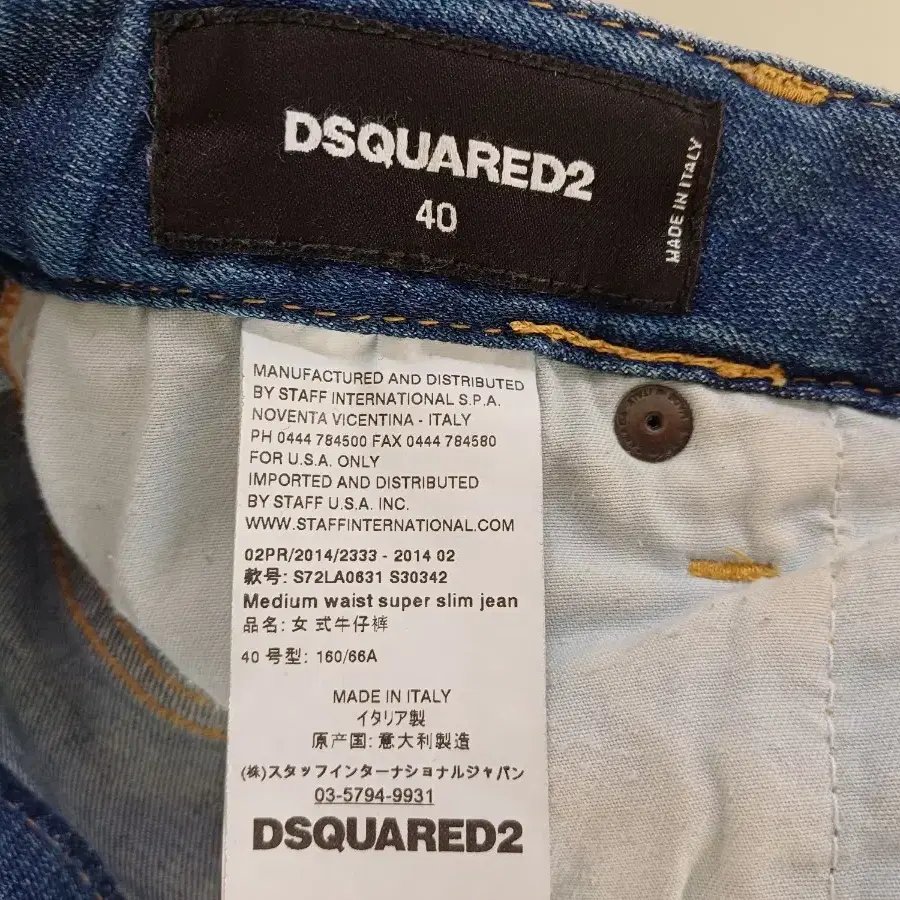 DSQUARED2
40
MADE IN ITALY
MANUFACTURED AND DISTRIBUTED
BY STAFF INTERNATIONAL S.P.A.
NOVENTA VICENTINA - ITALY
PH 0444 784500 FAX 0444 784580
FOR U.S.A. ONLY
IMPORTED AND DISTRIBUTED
BY STAFF U.S.A. INC.
WWW.STAFFINTERNATIONAL.COM
02PR/2014/2333 - 2014 02
款号: S72LA0631 S30342
Medium waist super slim jean
品名: 女 式牛仔裤
40 号型: 160/66A
MADE IN ITALY
イタリア製
原产国: 意大利製造
(株)スタッフインターナショナルジャパン
03-5794-9931
DSQUARED2